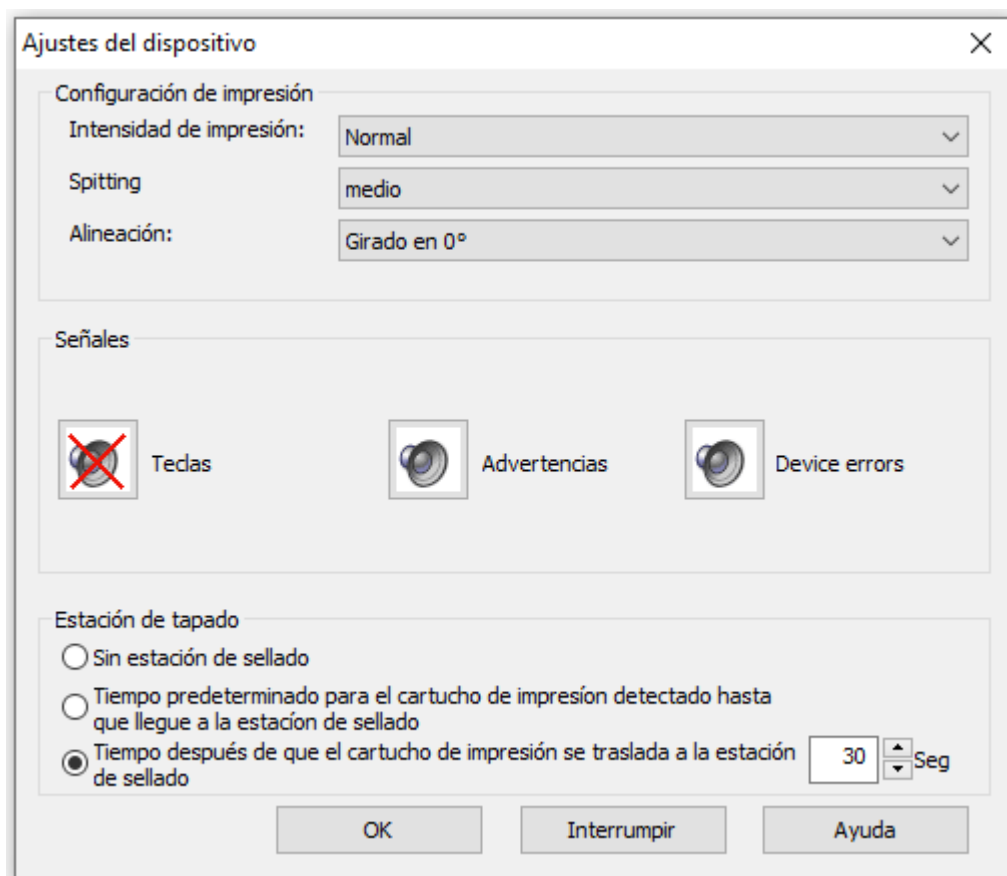 Ajustes del dispositivo
Configuración de impresión
Intensidad de impresión:
Normal
Spitting
medio
Alineación:
Girado en 0°
Señales
Teclas
Advertencias
Device errors
Estación de tapado
Sin estación de sellado
Tiempo predeterminado para el cartucho de impresíon detectado hasta
que llegue a la estacíon de sellado
Tiempo después de que el cartucho de impresión se traslada a la estación
de sellado
30
Seg
OK
Interrumpir
Ayuda